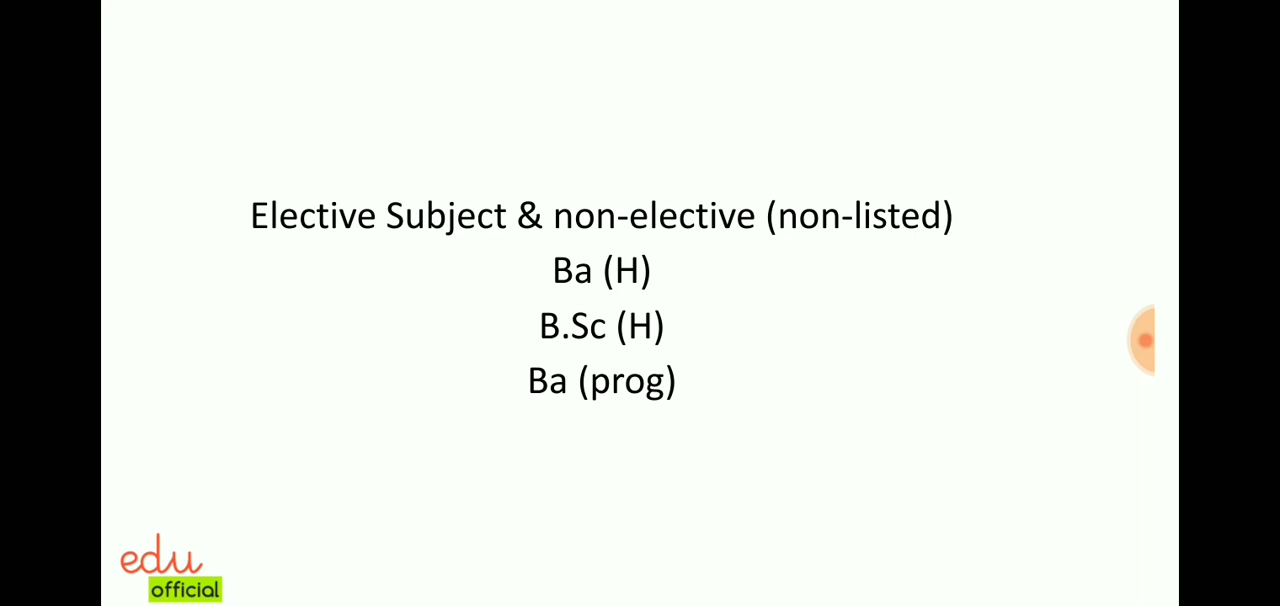 Elective Subject & non-elective (non-listed)
Ba (H)
B.Sc (H)
Ba (prog)
edu
official